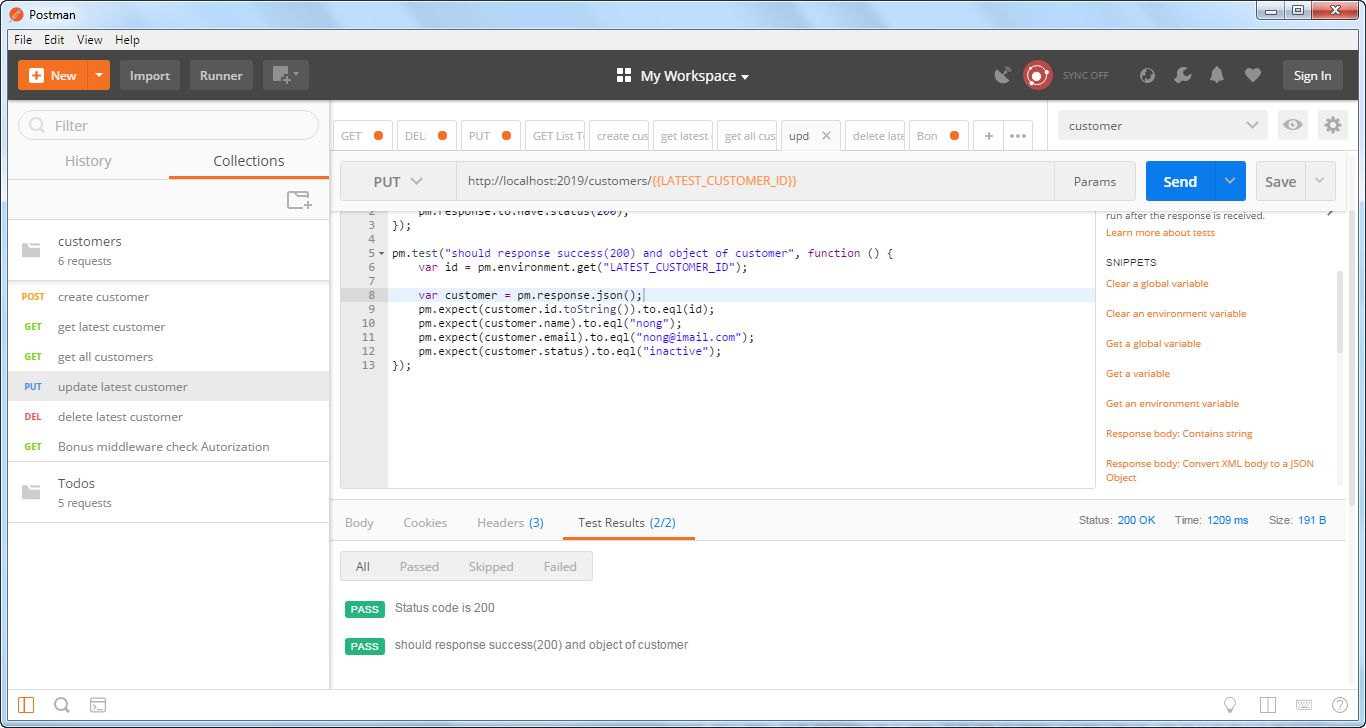 Postman
File Edit View Help
New Import Runner My Workspace SYNC OFF Sign In
Filter
History Collections
customers
6 requests
POST create customer
GET get latest customer
GET get all customers
PUT update latest customer
DEL delete latest customer
GET Bonus middleware check Autorization
Todos
5 requests
GET DEL PUT GET List To create cus get latest get all cus upd delete late Bon
customer
PUT http://localhost:2019/customers/{{LATEST_CUSTOMER_ID}} Params Send Save
2 pm.response.to.have.status(200);
3 });
4
5 pm.test("should response success(200) and object of customer", function () {
6 var id = pm.environment.get("LATEST_CUSTOMER_ID");
7
8 var customer = pm.response.json();
9 pm.expect(customer.id.toString()).to.eql(id);
10 pm.expect(customer.name).to.eql("nong");
11 pm.expect(customer.email).to.eql("nong@imail.com");
12 pm.expect(customer.status).to.eql("inactive");
13 });
run after the response is received.
Learn more about tests
SNIPPETS
Clear a global variable
Clear an environment variable
Get a global variable
Get a variable
Get an environment variable
Response body: Contains string
Response body: Convert XML body to a JSON
Object
Body Cookies Headers (3) Test Results (2/2) Status: 200 OK Time: 1209 ms Size: 191 B
All Passed Skipped Failed
PASS Status code is 200
PASS should response success(200) and object of customer